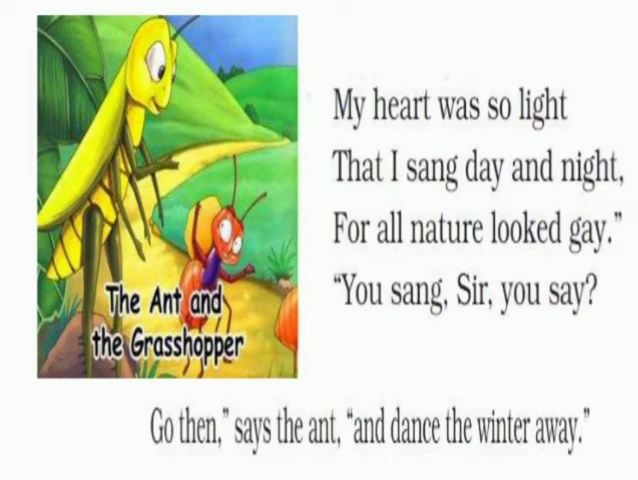 The Ant and
the Grasshopper
My heart was so light
That I sang day and night,
For all nature looked gay.”
“You sang, Sir, you say?
Go then,” says the ant, “and dance the winter away.”